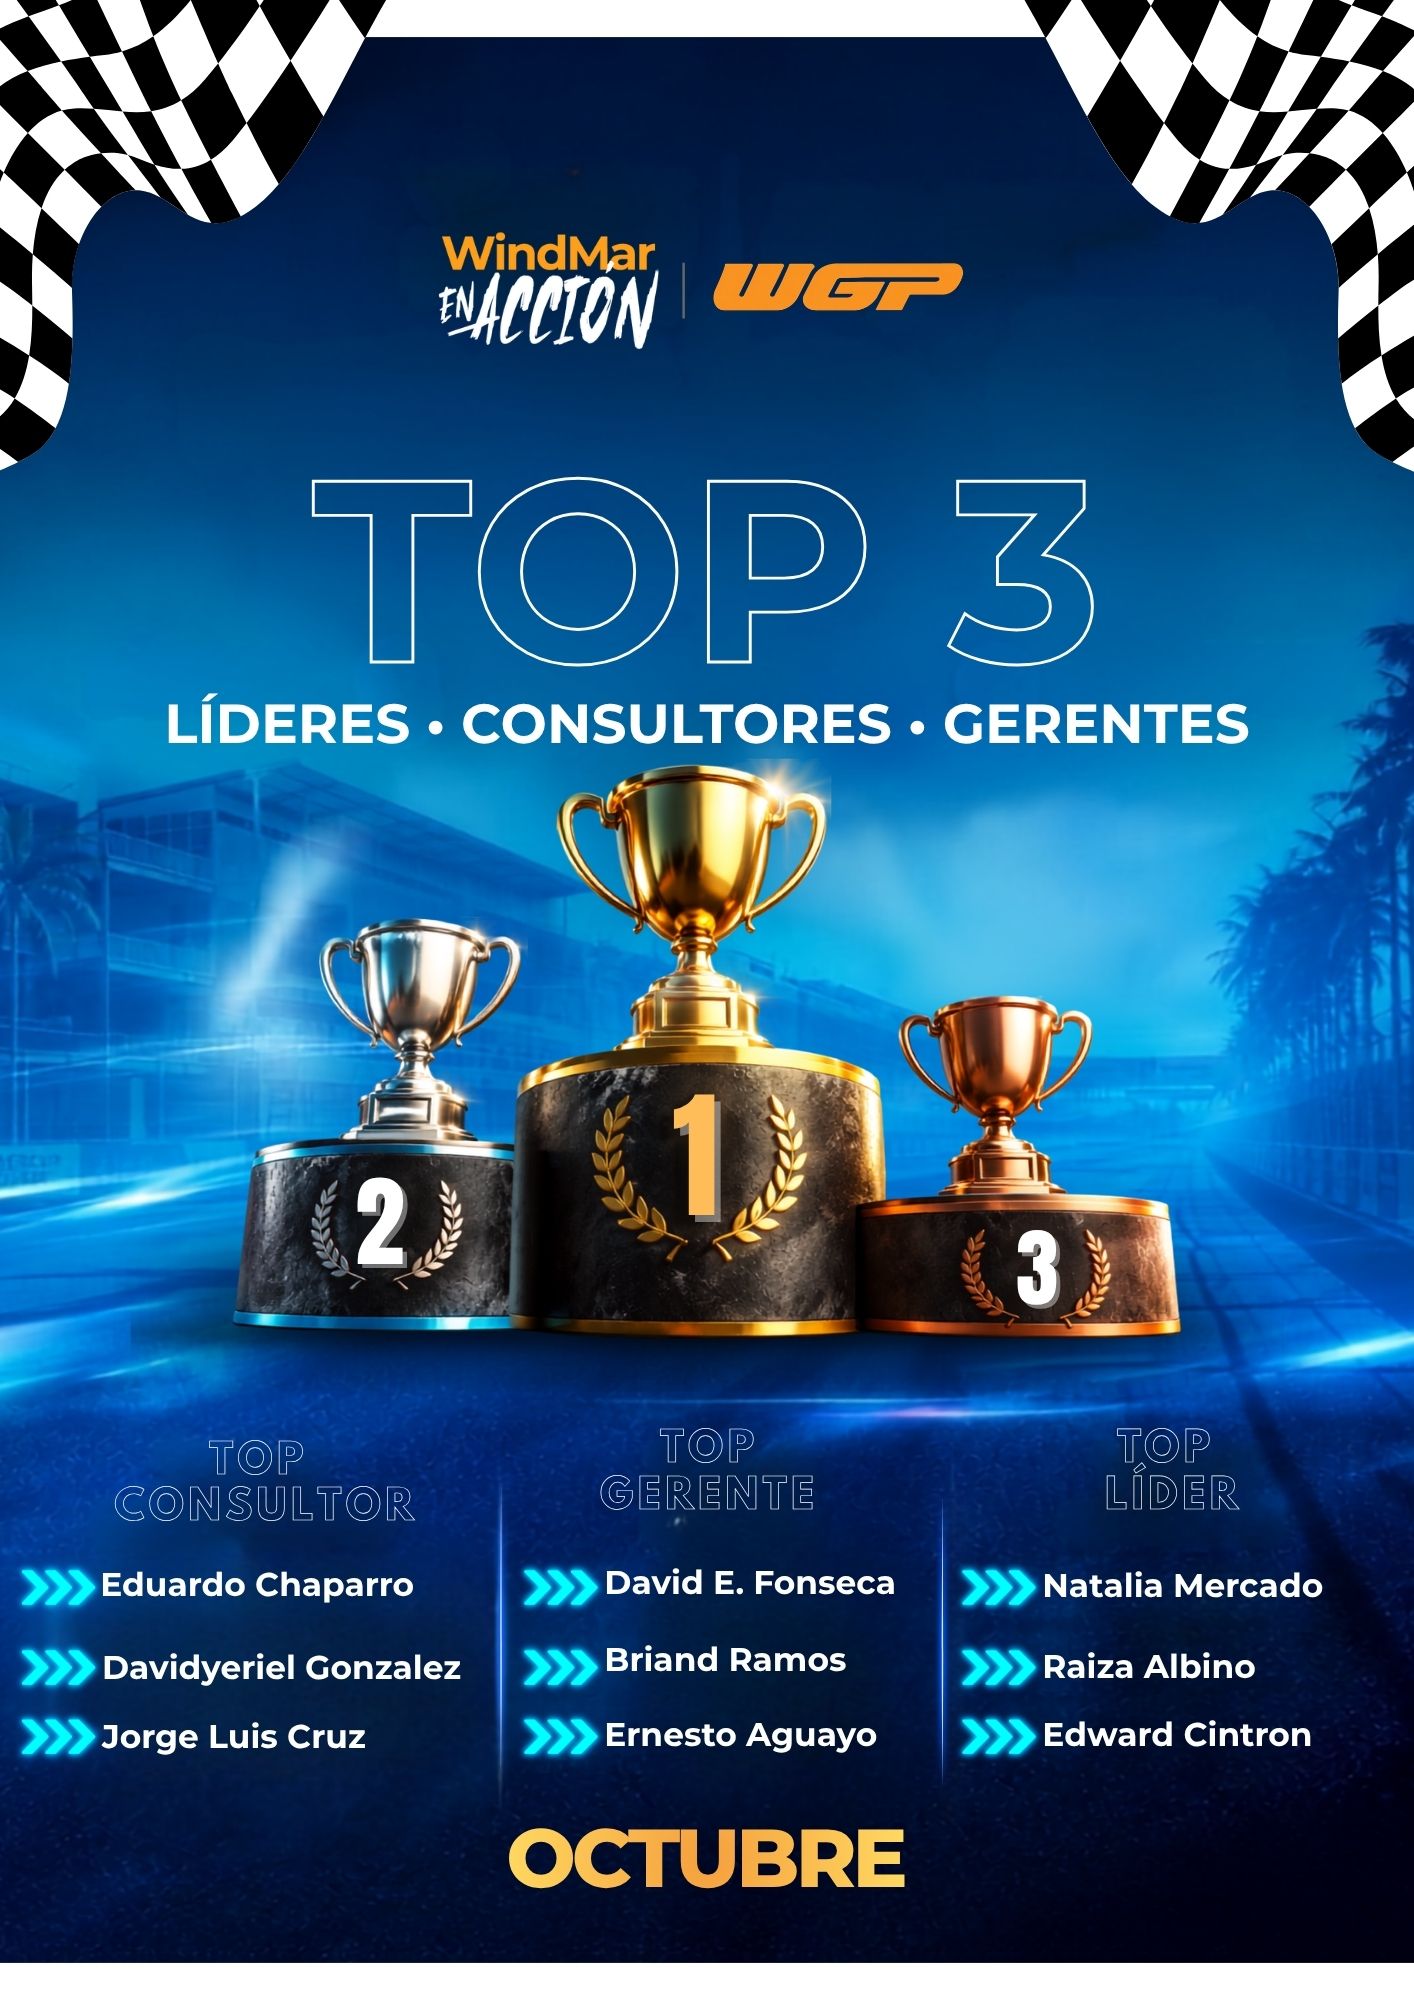 WindMar
EN ACCIÓN
WGP
TOP 3
LÍDERES • CONSULTORES • GERENTES
1
2
3
TOP
CONSULTOR
Eduardo Chaparro
Davidyeriel Gonzalez
Jorge Luis Cruz
TOP
GERENTE
David E. Fonseca
Briand Ramos
Ernesto Aguayo
TOP
LÍDER
Natalia Mercado
Raiza Albino
Edward Cintron
OCTUBRE